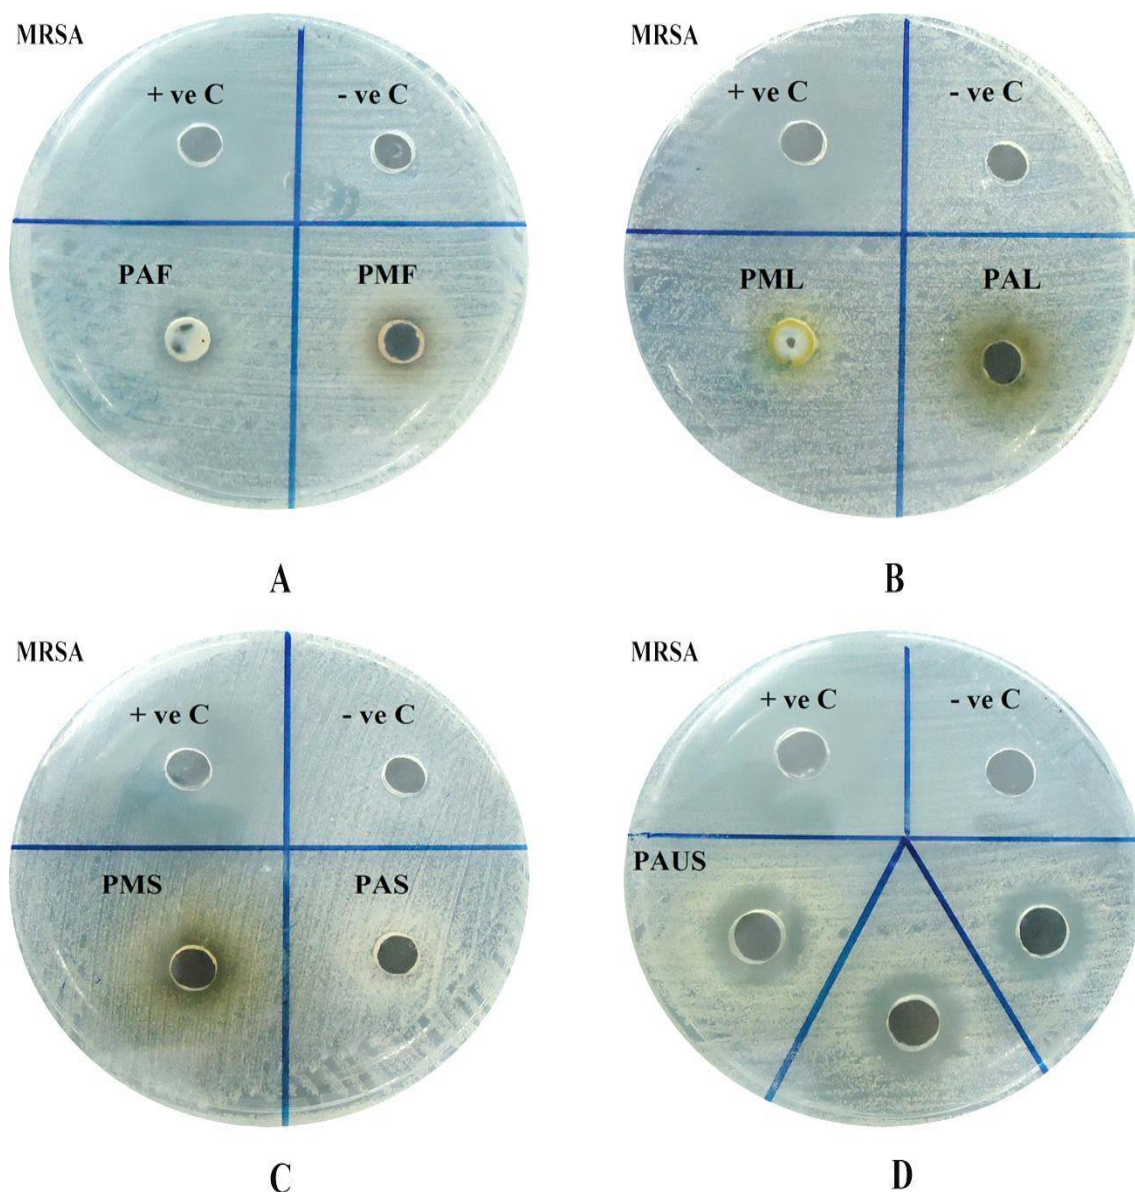 MRSA
+ ve C
- ve C
PAF
PMF
A
MRSA
+ ve C
- ve C
PML
PAL
B
MRSA
+ ve C
- ve C
PMS
PAS
C
MRSA
+ ve C
- ve C
PAUS
D